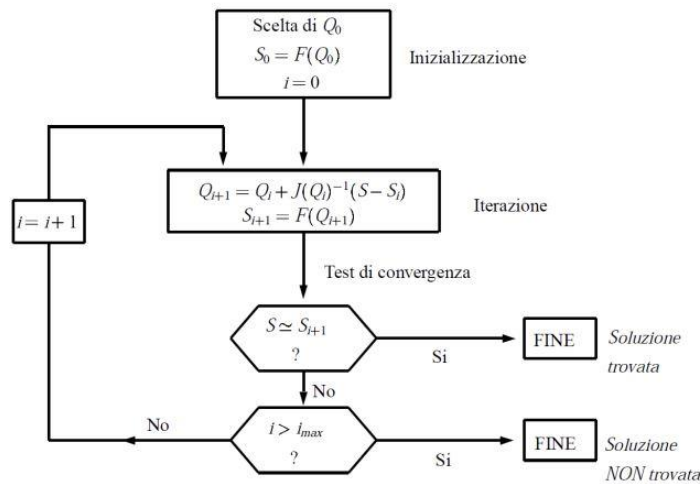 Scelta di Q₀
S₀ = F(Q₀)
i = 0
Inizializzazione
Qᵢ₊₁ = Qᵢ + J(Qᵢ)⁻¹(S − Sᵢ)
Sᵢ₊₁ = F(Qᵢ₊₁)
Iterazione
i = i + 1
Test di convergenza
S ≃ Sᵢ₊₁
?
Si
FINE
Soluzione
trovata
No
i > iₘₐₓ
?
No
Si
FINE
Soluzione
NON trovata